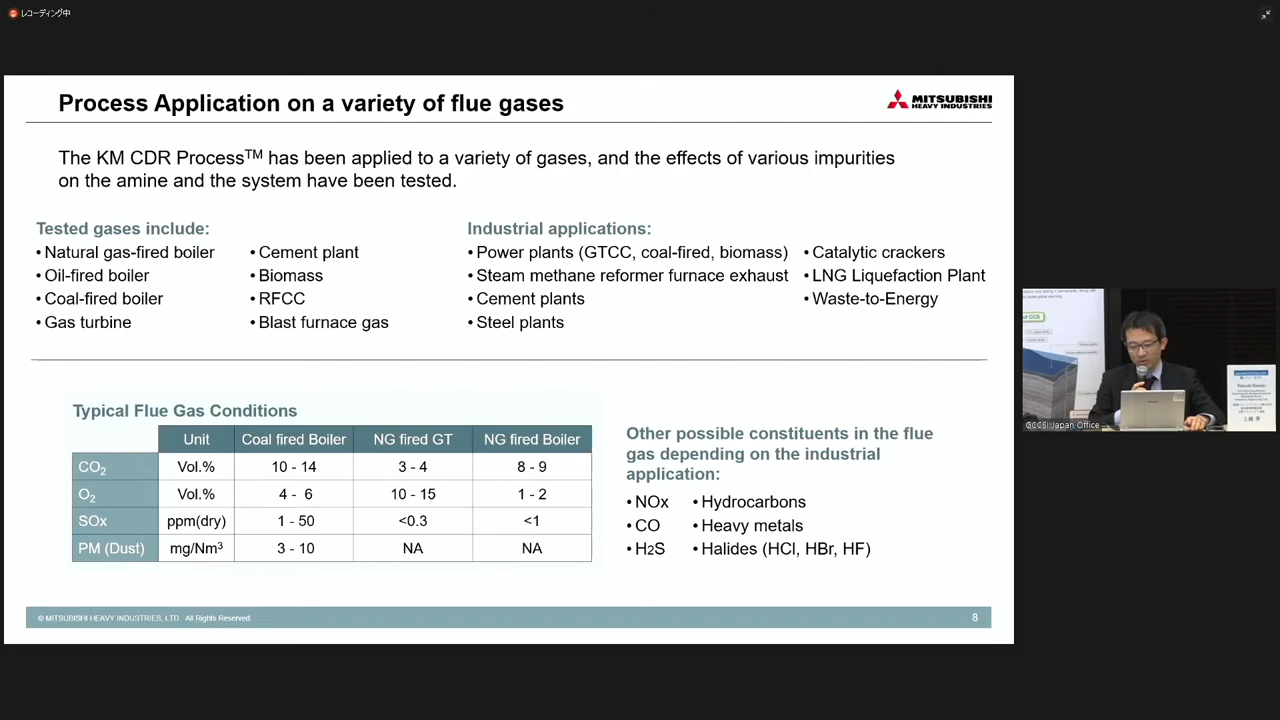 レコーディング中
Process Application on a variety of flue gases
MITSUBISHI
HEAVY INDUSTRIES
The KM CDR Process™ has been applied to a variety of gases, and the effects of various impurities
on the amine and the system have been tested.
Tested gases include:
• Natural gas-fired boiler
• Oil-fired boiler
• Coal-fired boiler
• Gas turbine
• Cement plant
• Biomass
• RFCC
• Blast furnace gas
Industrial applications:
• Power plants (GTCC, coal-fired, biomass)
• Steam methane reformer furnace exhaust
• Cement plants
• Steel plants
• Catalytic crackers
• LNG Liquefaction Plant
• Waste-to-Energy
Typical Flue Gas Conditions
Unit Coal fired Boiler NG fired GT NG fired Boiler
CO₂ Vol.% 10 - 14 3 - 4 8 - 9
O₂ Vol.% 4 - 6 10 - 15 1 - 2
SOx ppm(dry) 1 - 50 <0.3 <1
PM (Dust) mg/Nm³ 3 - 10 NA NA
Other possible constituents in the flue
gas depending on the industrial
application:
• NOx
• CO
• H2S
• Hydrocarbons
• Heavy metals
• Halides (HCl, HBr, HF)
© MITSUBISHI HEAVY INDUSTRIES, LTD. All Rights Reserved.
8
of CCS
GCCSI Japan Office